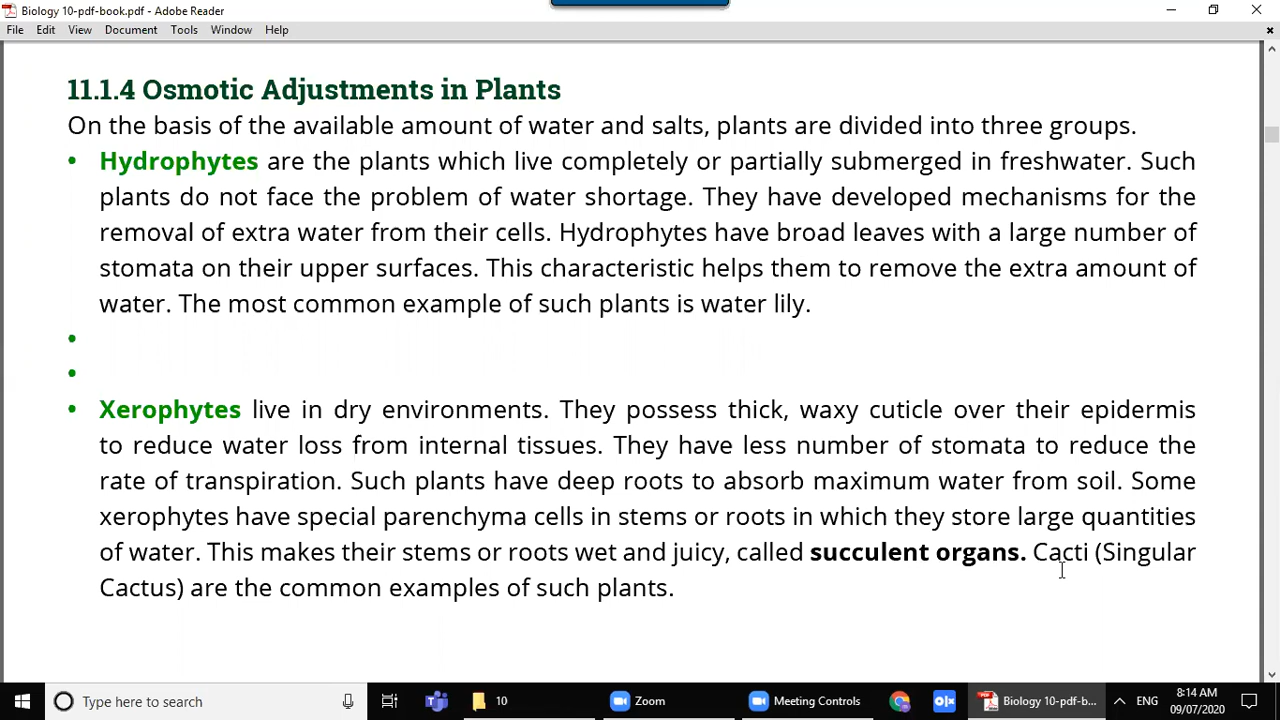 Biology 10-pdf-book.pdf - Adobe Reader
File Edit View Document Tools Window Help
11.1.4 Osmotic Adjustments in Plants
On the basis of the available amount of water and salts, plants are divided into three groups.
• Hydrophytes are the plants which live completely or partially submerged in freshwater. Such
plants do not face the problem of water shortage. They have developed mechanisms for the
removal of extra water from their cells. Hydrophytes have broad leaves with a large number of
stomata on their upper surfaces. This characteristic helps them to remove the extra amount of
water. The most common example of such plants is water lily.
•
•
• Xerophytes live in dry environments. They possess thick, waxy cuticle over their epidermis
to reduce water loss from internal tissues. They have less number of stomata to reduce the
rate of transpiration. Such plants have deep roots to absorb maximum water from soil. Some
xerophytes have special parenchyma cells in stems or roots in which they store large quantities
of water. This makes their stems or roots wet and juicy, called succulent organs. Cacti (Singular
Cactus) are the common examples of such plants.
Type here to search 10 Zoom Meeting Controls Biology 10-pdf-b... ENG 8:14 AM
09/07/2020